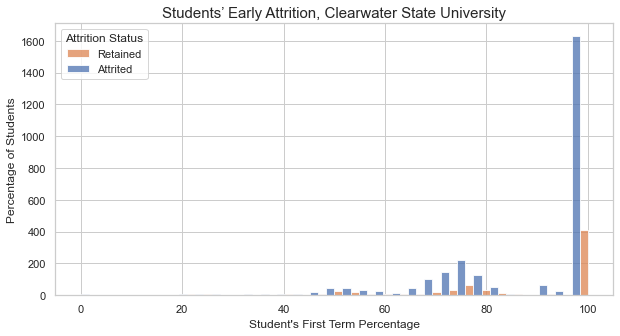 Students’ Early Attrition, Clearwater State University
Attrition Status
Retained
Attrited
Percentage of Students
1600
1400
1200
1000
800
600
400
200
0
0 20 40 60 80 100
Student's First Term Percentage